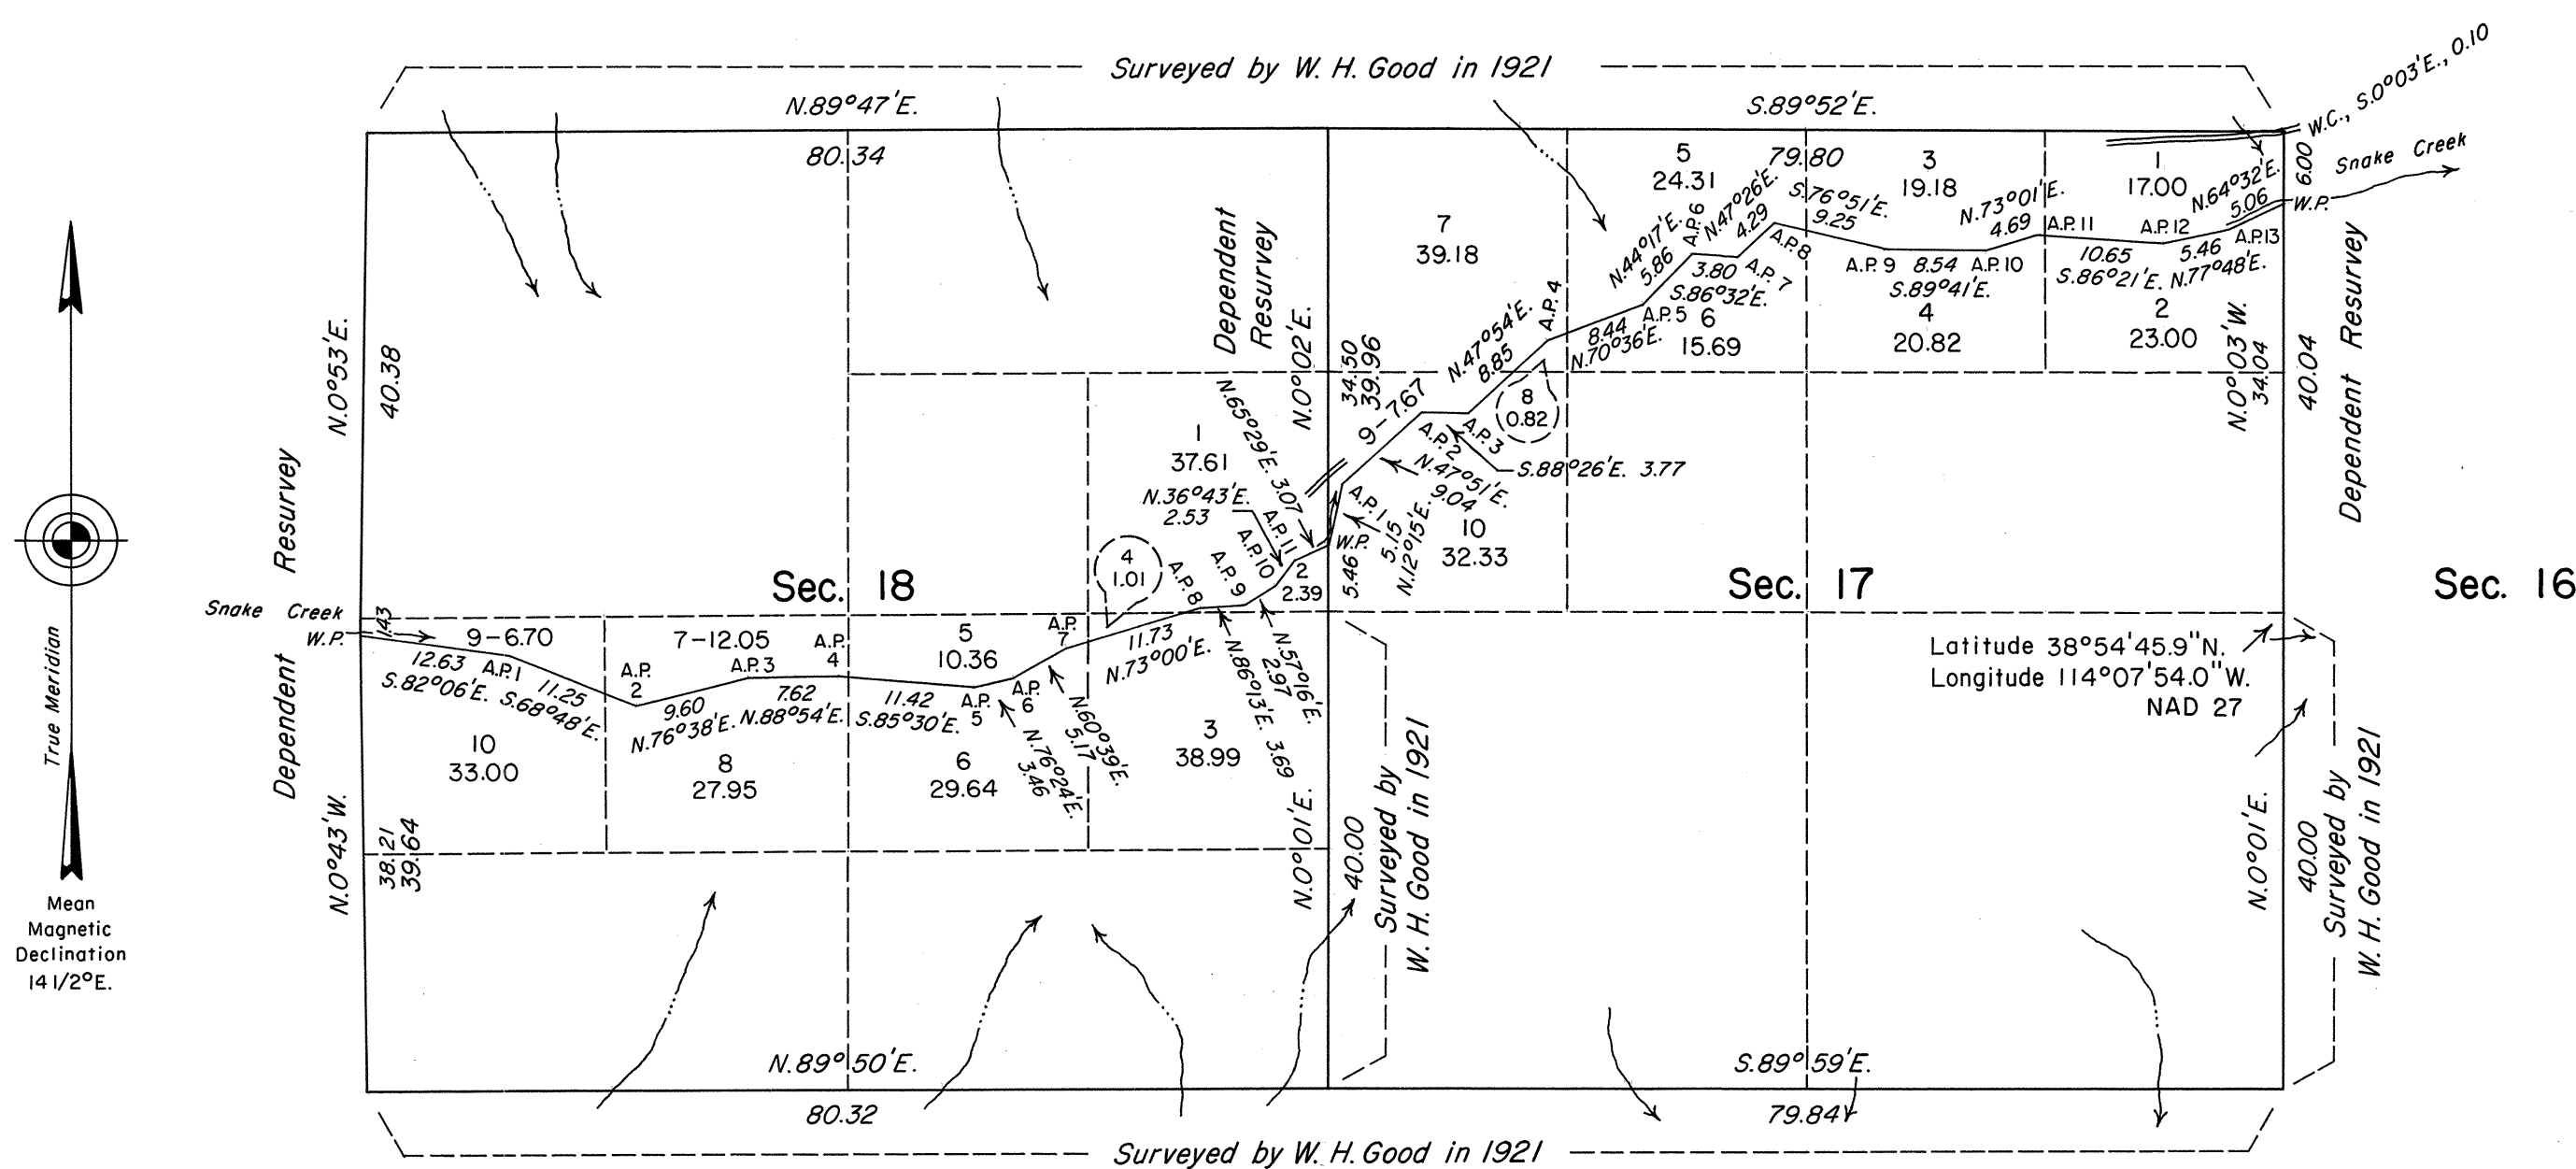 Surveyed by W. H. Good in 1921
N.89°47'E.
80.34
S.89°52'E.
79.80
W.C., S.0°03'E., 0.10
6.00
Snake Creek
W.P.
Dependent Resurvey
N.0°53'E.
40.38
Dependent Resurvey
N.0°43'W.
38.21
39.64
True Meridian
Mean
Magnetic
Declination
14 1/2°E.
Snake Creek
W.P.
1.43
Sec. 18
9-6.70
12.63
S.82°06'E.
A.P.1
11.25
S.68°48'E.
10
33.00
A.P.
2
7-12.05
9.60
N.76°38'E.
A.P.3
7.62
N.88°54'E.
A.P.
4
8
27.95
5
10.36
11.42
S.85°30'E.
A.P.
5
6
29.64
A.P.
6
N.76°24'E.
3.46
A.P.
7
N.60°39'E.
5.17
4
1.01
11.73
N.73°00'E.
A.P.8
N.86°13'E. 3.69
A.P.9
N.57°16'E.
2.97
A.P.10
N.36°43'E.
2.53
A.P.11
N.65°29'E. 3.07
1
37.61
2
2.39
3
38.99
Dependent
Resurvey
N.0°02'E.
34.50
39.96
W.P.
5.46
N.0°01'E.
40.00
Surveyed by
W. H. Good in 1921
5.15
N.12°15'E.
A.P.1
N.47°51'E.
9.04
9-7.67
A.P.2
S.88°26'E. 3.77
A.P.3
N.47°54'E.
8.85
8
0.82
10
32.33
7
39.18
A.P.4
8.44
N.70°36'E.
A.P.5
N.44°17'E.
5.86
A.P.6
3.80
S.86°32'E.
A.P.7
N.47°26'E.
4.29
A.P.8
5
24.31
6
15.69
S.76°51'E.
9.25
A.P.9
8.54
S.89°41'E.
A.P.10
3
19.18
4
20.82
N.73°01'E.
4.69
A.P.11
10.65
S.86°21'E.
A.P.12
5.46
N.77°48'E.
A.P.13
N.64°32'E.
5.06
1
17.00
2
23.00
N.0°03'W.
34.04
40.04
Sec. 17
Sec. 16
Latitude 38°54'45.9"N.
Longitude 114°07'54.0"W.
NAD 27
N.0°01'E.
40.00
Surveyed by
W. H. Good in 1921
N.89°50'E.
80.32
S.89°59'E.
79.84
Surveyed by W. H. Good in 1921